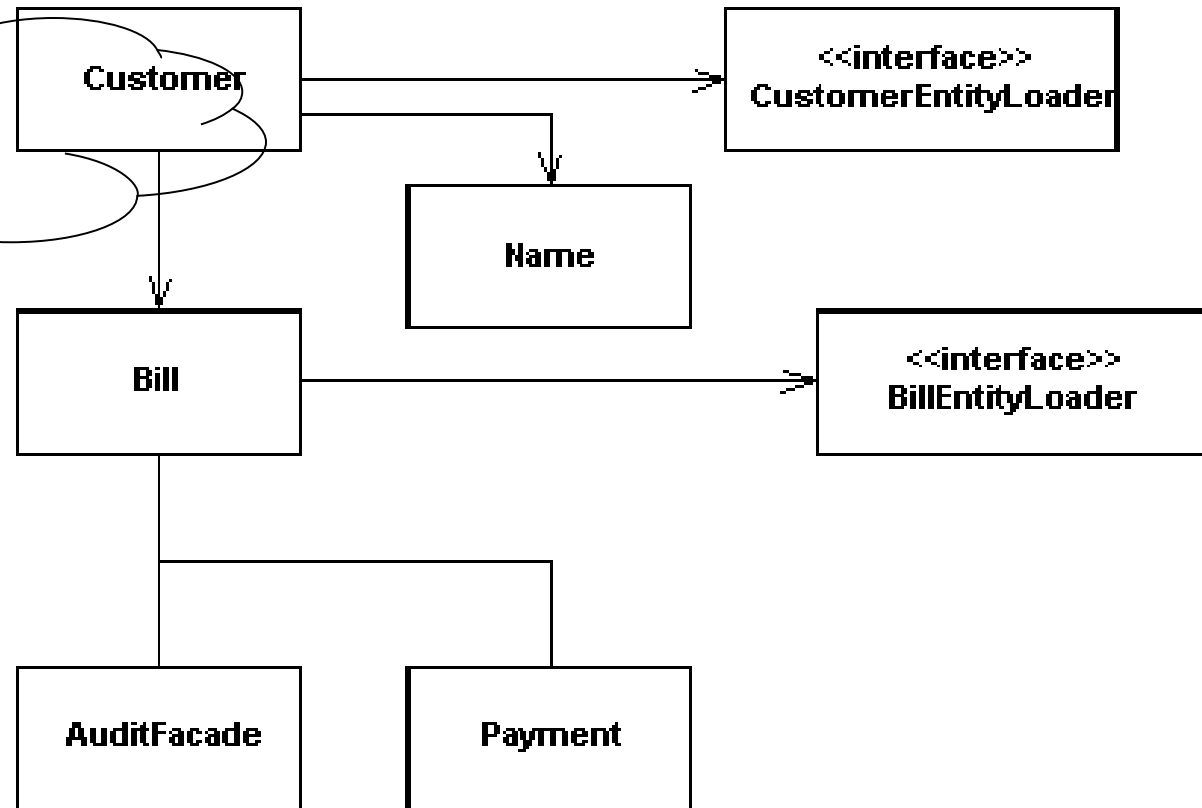 Customer
<<interface>>
CustomerEntityLoader
Name
Bill
<<interface>>
BillEntityLoader
AuditFacade
Payment